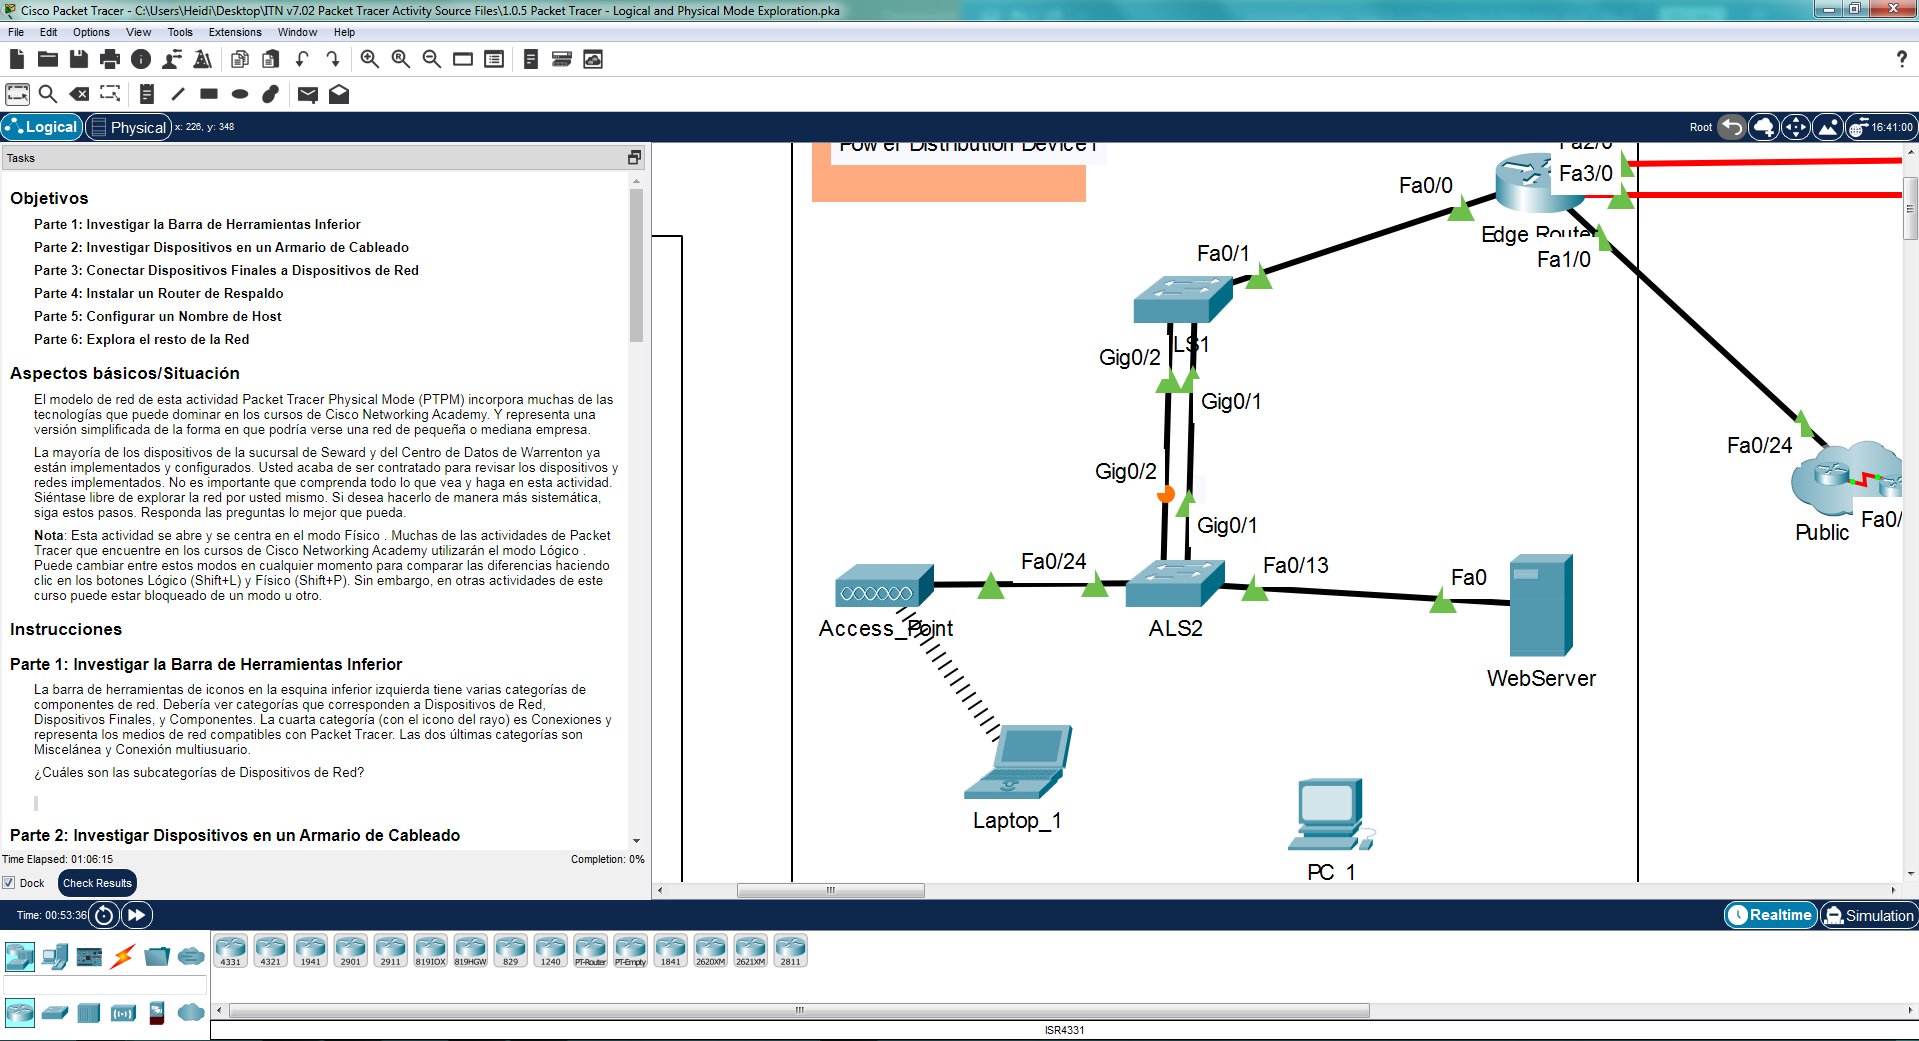 Cisco Packet Tracer - C:\Users\Heidi\Desktop\ITN v7.02 Packet Tracer Activity Source Files\1.0.5 Packet Tracer - Logical and Physical Mode Exploration.pka
File Edit Options View Tools Extensions Window Help
?
Logical Physical x: 226, y: 348
Root 16:41:00
Tasks
Objetivos
Parte 1: Investigar la Barra de Herramientas Inferior
Parte 2: Investigar Dispositivos en un Armario de Cableado
Parte 3: Conectar Dispositivos Finales a Dispositivos de Red
Parte 4: Instalar un Router de Respaldo
Parte 5: Configurar un Nombre de Host
Parte 6: Explora el resto de la Red
Aspectos básicos/Situación
El modelo de red de esta actividad Packet Tracer Physical Mode (PTPM) incorpora muchas de las
tecnologías que puede dominar en los cursos de Cisco Networking Academy. Y representa una
versión simplificada de la forma en que podría verse una red de pequeña o mediana empresa.
La mayoría de los dispositivos de la sucursal de Seward y del Centro de Datos de Warrenton ya
están implementados y configurados. Usted acaba de ser contratado para revisar los dispositivos y
redes implementados. No es importante que comprenda todo lo que vea y haga en esta actividad.
Siéntase libre de explorar la red por usted mismo. Si desea hacerlo de manera más sistemática,
siga estos pasos. Responda las preguntas lo mejor que pueda.
Nota: Esta actividad se abre y se centra en el modo Físico . Muchas de las actividades de Packet
Tracer que encuentre en los cursos de Cisco Networking Academy utilizarán el modo Lógico .
Puede cambiar entre estos modos en cualquier momento para comparar las diferencias haciendo
clic en los botones Lógico (Shift+L) y Físico (Shift+P). Sin embargo, en otras actividades de este
curso puede estar bloqueado de un modo u otro.
Instrucciones
Parte 1: Investigar la Barra de Herramientas Inferior
La barra de herramientas de iconos en la esquina inferior izquierda tiene varias categorías de
componentes de red. Debería ver categorías que corresponden a Dispositivos de Red,
Dispositivos Finales, y Componentes. La cuarta categoría (con el icono del rayo) es Conexiones y
representa los medios de red compatibles con Packet Tracer. Las dos últimas categorías son
Miscelánea y Conexión multiusuario.
¿Cuáles son las subcategorías de Dispositivos de Red?
Parte 2: Investigar Dispositivos en un Armario de Cableado
Time Elapsed: 01:06:15 Completion: 0%
Dock Check Results
Power Distribution Device1
Fa2/0
Fa3/0
Fa0/0
Edge Router
Fa1/0
Fa0/1
LS1
Gig0/2
Gig0/1
Fa0/24
Gig0/2
Public
Fa0/
Gig0/1
Fa0/24
Fa0/13
Fa0
Access_Point
ALS2
WebServer
Laptop_1
PC_1
Time: 00:53:36 Realtime Simulation
4331 4321 1941 2901 2911 819IOX 819HGW 829 1240 PT-Router PT-Empty 1841 2620XM 2621XM 2811
ISR4331